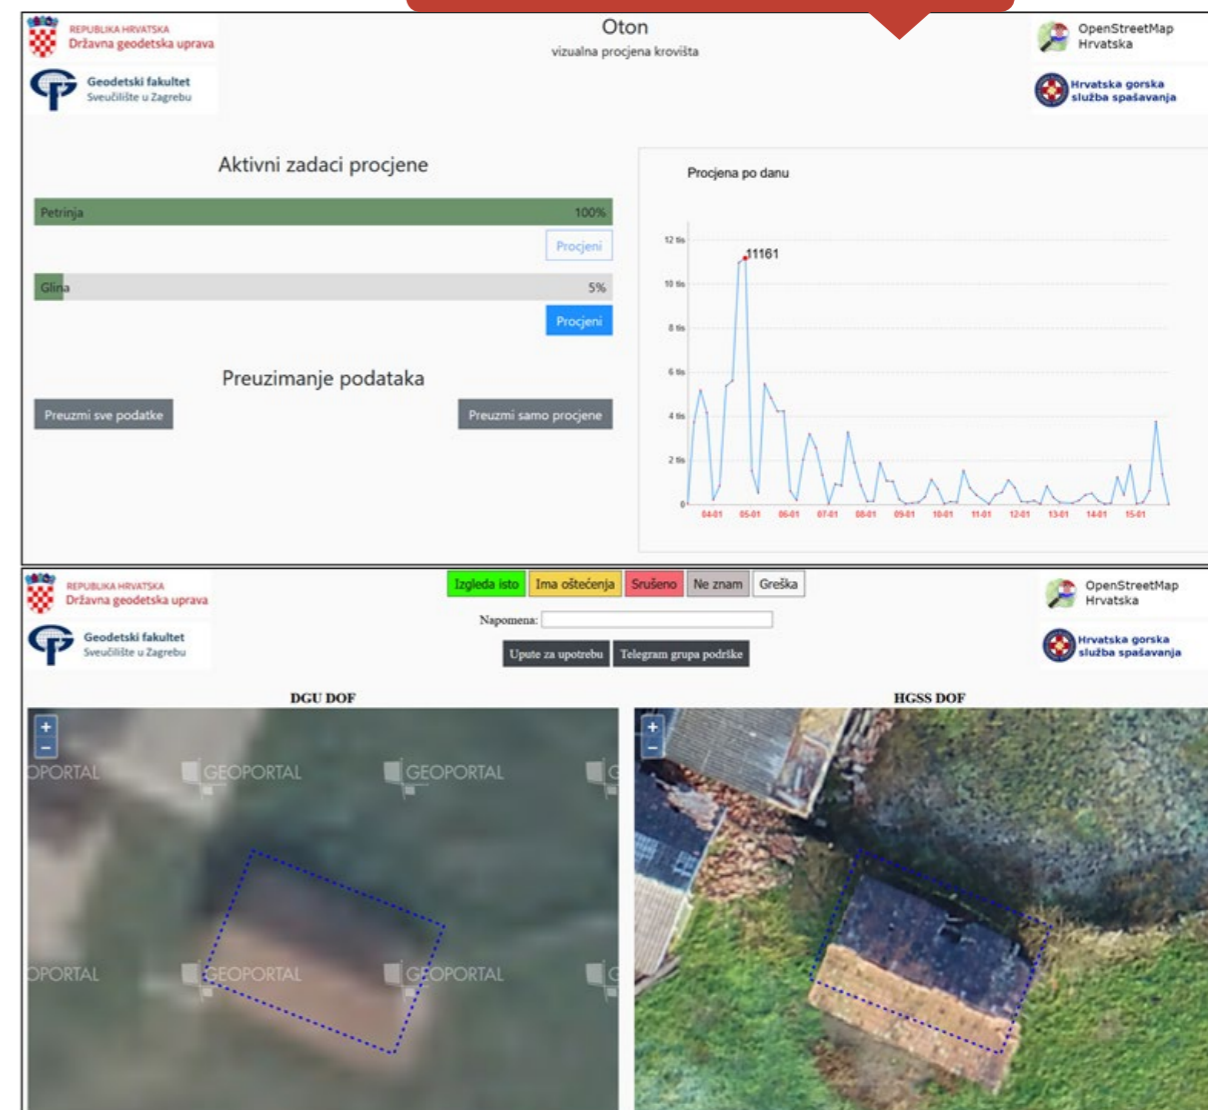 REPUBLIKA HRVATSKA
Državna geodetska uprava
Geodetski fakultet
Sveučilište u Zagrebu
Oton
vizualna procjena krovišta
OpenStreetMap
Hrvatska
Hrvatska gorska
služba spašavanja
Aktivni zadaci procjene
Petrinja 100%
Procjeni
Glina 5%
Procjeni
Preuzimanje podataka
Preuzmi sve podatke Preuzmi samo procjene
Procjena po danu
12 tis
11161
10 tis
8 tis
6 tis
4 tis
2 tis
0
04-01 05-01 06-01 07-01 08-01 09-01 10-01 11-01 12-01 13-01 14-01 15-01
REPUBLIKA HRVATSKA
Državna geodetska uprava
Geodetski fakultet
Sveučilište u Zagrebu
Izgleda isto Ima oštećenja Srušeno Ne znam Greška
Napomena:
Upute za upotrebu Telegram grupa podrške
OpenStreetMap
Hrvatska
Hrvatska gorska
služba spašavanja
DGU DOF
HGSS DOF
+
−
+
−
OPORTAL GEOPORTAL GEOPORTAL G
OPORTAL GEOPORTAL GEOPORTAL G